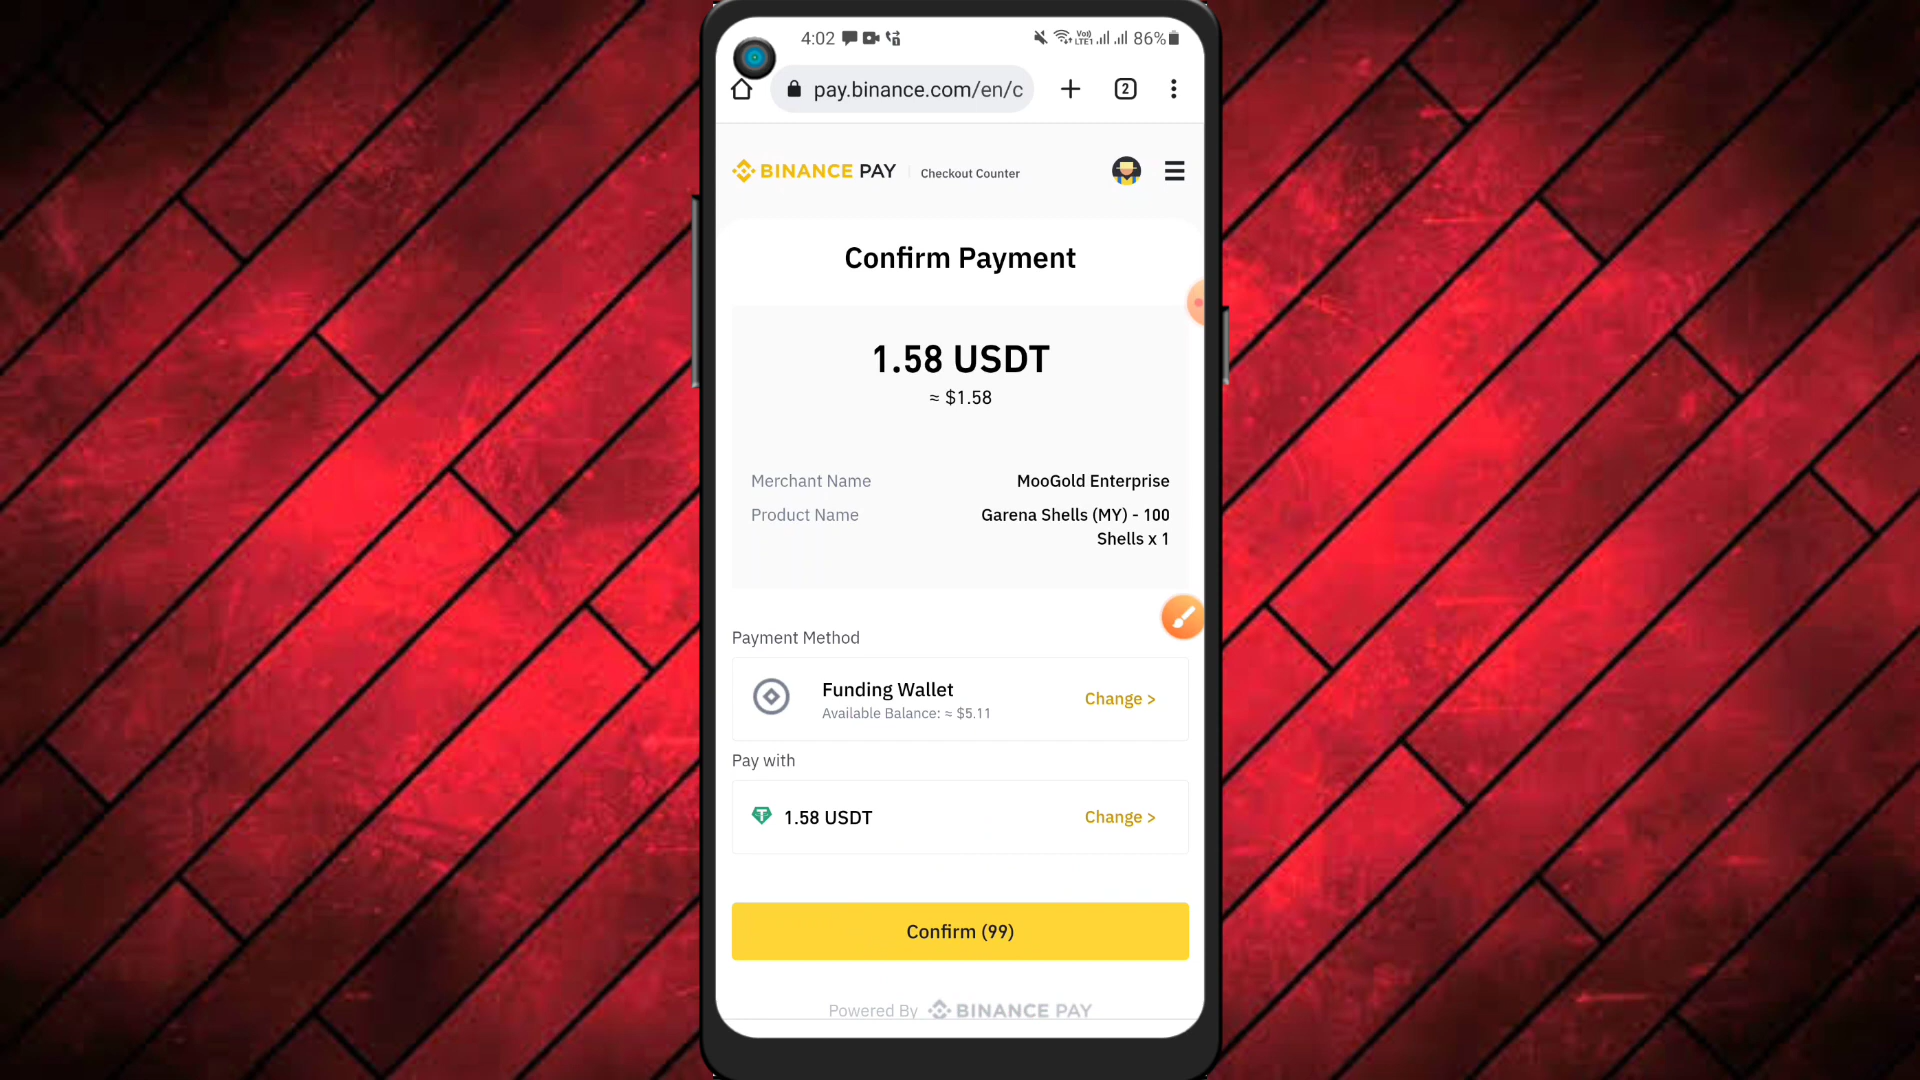 4:02 86%
pay.binance.com/en/c 2
BINANCE PAY Checkout Counter
Confirm Payment
1.58 USDT
≈ $1.58
Merchant Name MooGold Enterprise
Product Name Garena Shells (MY) - 100
Shells x 1
Payment Method
Funding Wallet
Available Balance: ≈ $5.11
Change >
Pay with
1.58 USDT Change >
Confirm (99)
Powered By BINANCE PAY